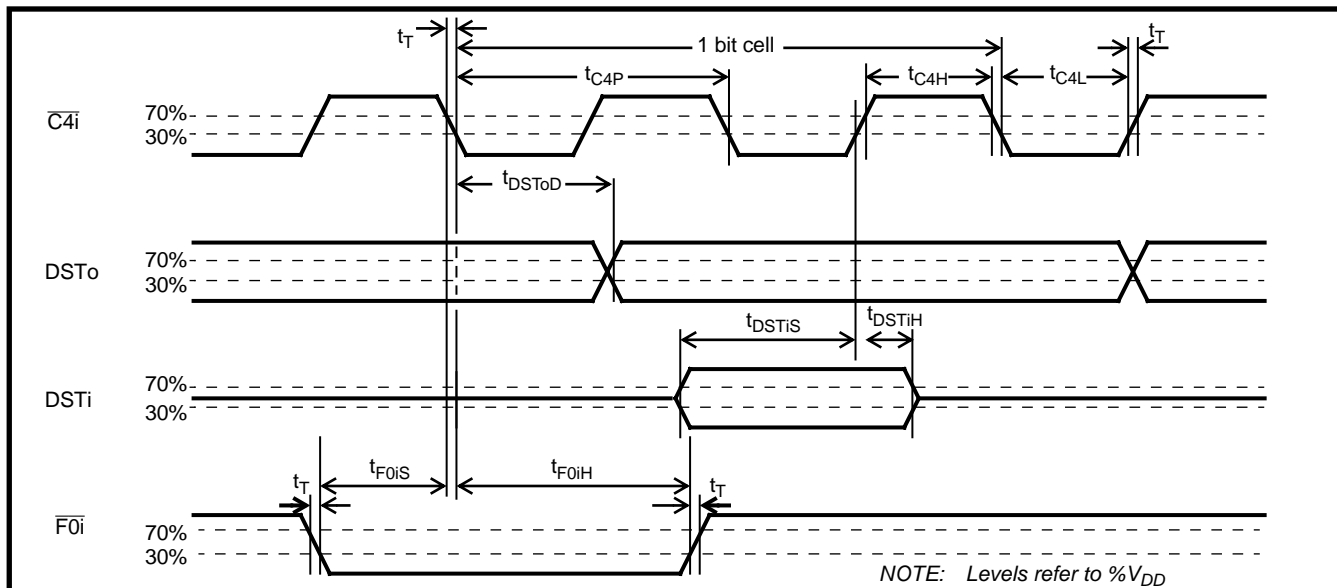 tT
1 bit cell
tT
tC4P
tC4H
tC4L
C4i
70%
30%
tDSToD
DSTo
70%
30%
tDSTiS
tDSTiH
DSTi
70%
30%
tF0iS
tF0iH
tT
tT
F0i
70%
30%
NOTE: Levels refer to %VDD